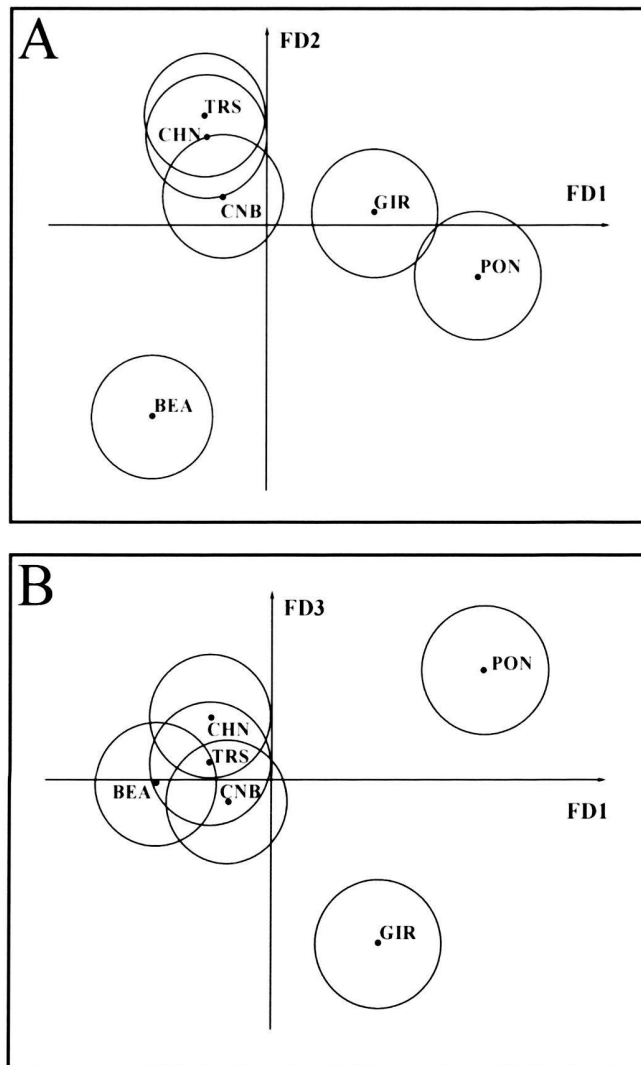 A
FD2
TRS
CHN
CNB
GIR
FD1
PON
BEA
B
FD3
PON
CHN
TRS
BEA
CNB
FD1
GIR